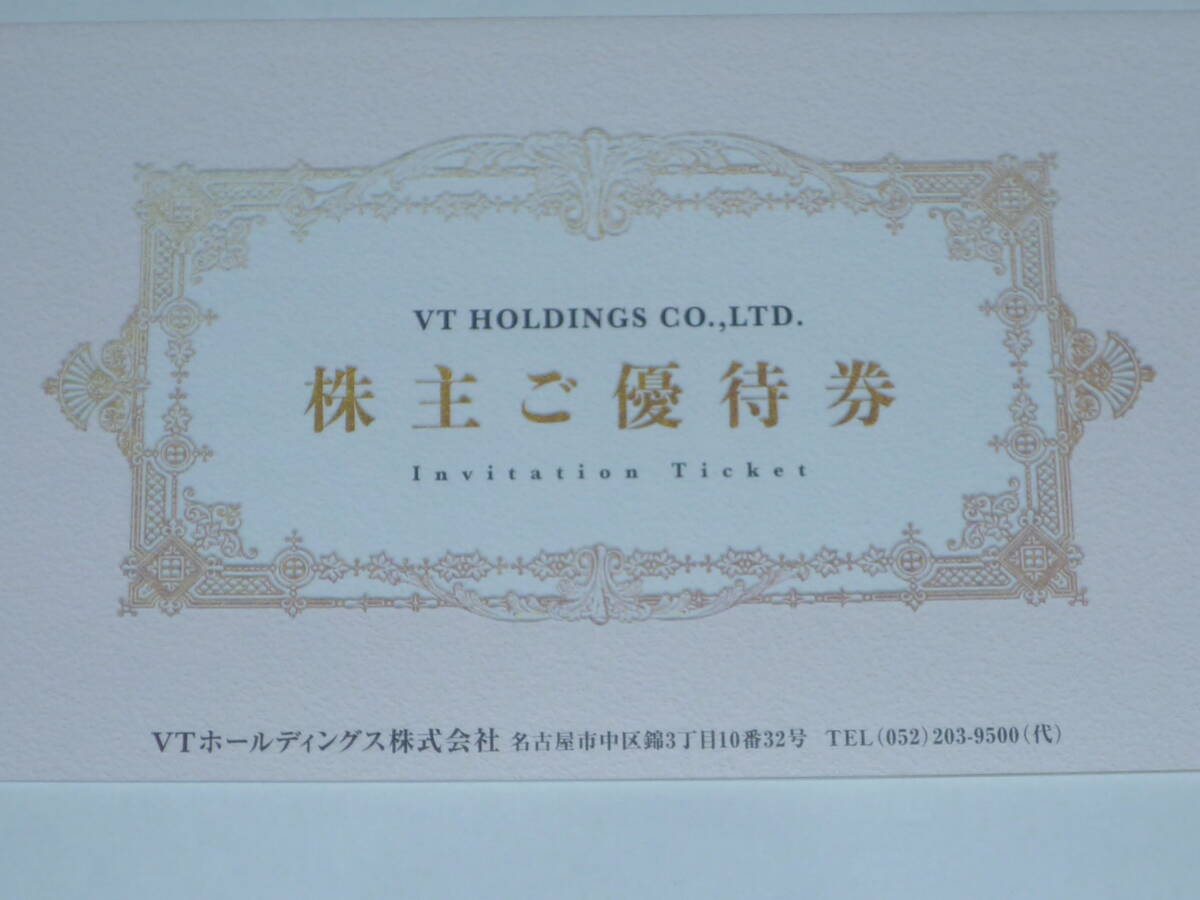 VT HOLDINGS CO.,LTD.
株主ご優待券
Invitation Ticket
VTホールディングス株式会社 名古屋市中区錦3丁目10番32号 TEL(052)203-9500(代)